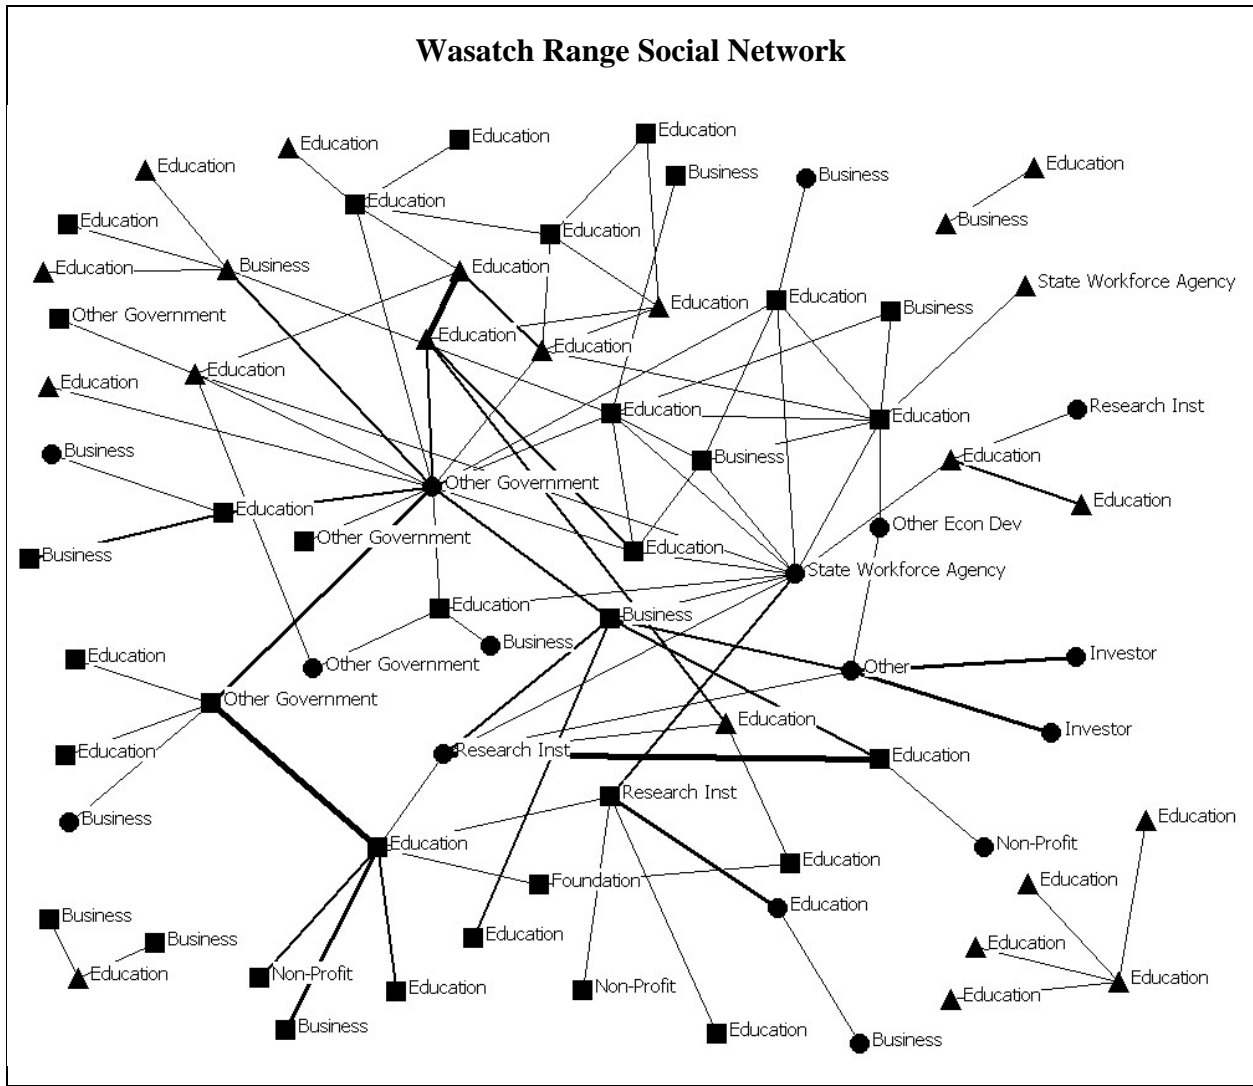 Wasatch Range Social Network
Education
Education
Education
Education
Business
Business
Education
Education
Business
Education
Education
Education
Education
Business
Education
State Workforce Agency
Other Government
Education
Education
Business
Education
Education
Education
Education
Education
Education
Research Inst
Business
Business
Education
Other Government
Education
Education
Other Government
Other Econ Dev
Business
Education
State Workforce Agency
Education
Business
Business
Education
Other Government
Other
Investor
Other Government
Education
Investor
Education
Research Inst
Education
Research Inst
Business
Education
Education
Non-Profit
Education
Foundation
Education
Education
Business
Education
Business
Education
Education
Education
Non-Profit
Education
Non-Profit
Education
Education
Business
Education
Business